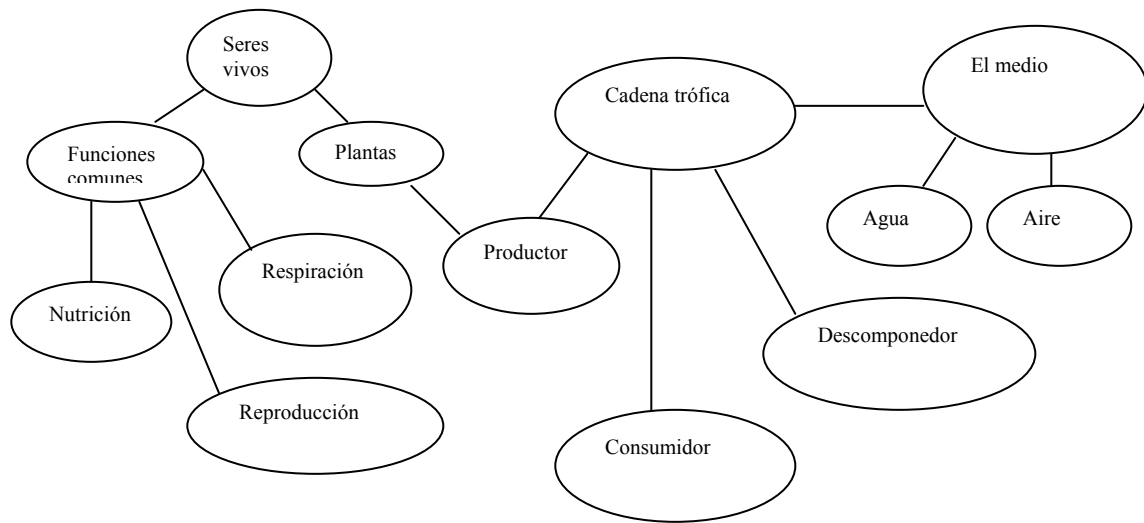 Seres
vivos
El medio
Cadena trófica
Funciones
comunes
Plantas
Agua
Aire
Productor
Respiración
Nutrición
Descomponedor
Reproducción
Consumidor